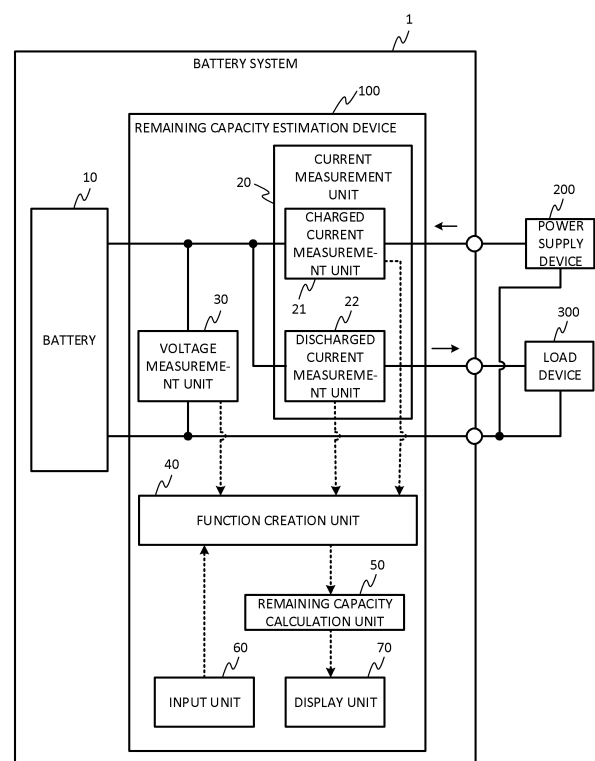 1
BATTERY SYSTEM
100
REMAINING CAPACITY ESTIMATION DEVICE
CURRENT
MEASUREMENT
UNIT
20
10
200
CHARGED
CURRENT
MEASUREME-
NT UNIT
POWER
SUPPLY
DEVICE
21
30
22
300
BATTERY
VOLTAGE
MEASUREME-
NT UNIT
DISCHARGED
CURRENT
MEASUREME-
NT UNIT
LOAD
DEVICE
40
FUNCTION CREATION UNIT
50
REMAINING CAPACITY
CALCULATION UNIT
60
70
INPUT UNIT
DISPLAY UNIT